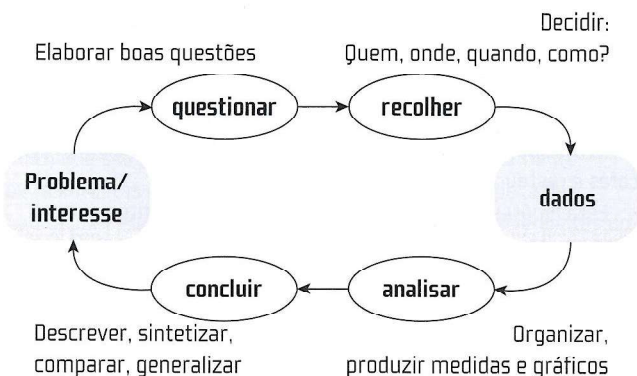 Decidir:
Elaborar boas questões
Quem, onde, quando, como?
questionar
recolher
Problema/
interesse
dados
concluir
analisar
Descrever, sintetizar,
comparar, generalizar
Organizar,
produzir medidas e gráficos